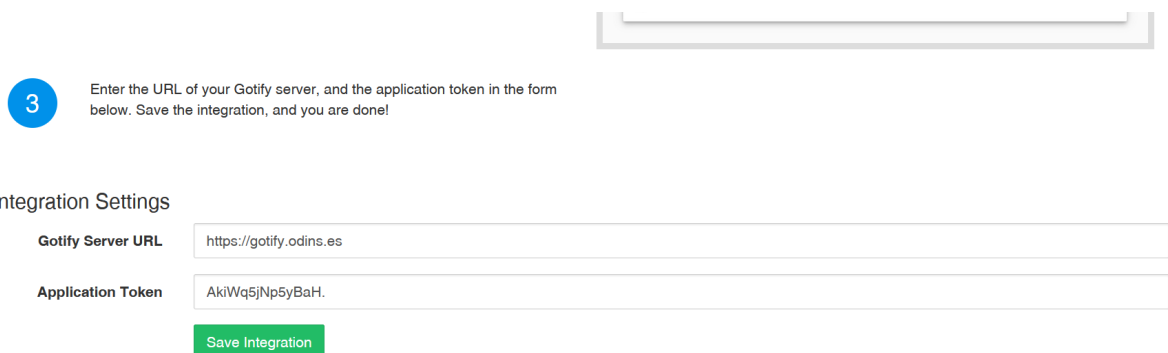 3
Enter the URL of your Gotify server, and the application token in the form
below. Save the integration, and you are done!
ntegration Settings
Gotify Server URL
https://gotify.odins.es
Application Token
AkiWq5jNp5yBaH.
Save Integration